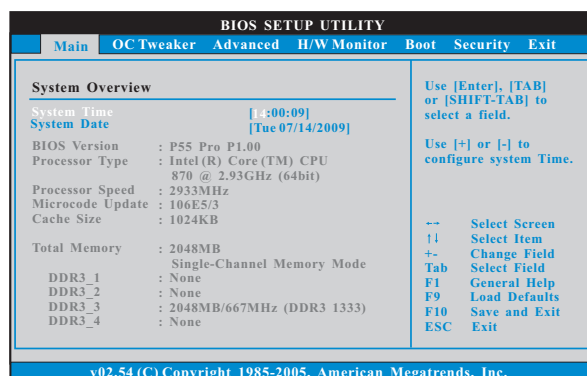 BIOS SETUP UTILITY
Main OC Tweaker Advanced H/W Monitor Boot Security Exit
System Overview
System Time [14:00:09]
System Date [Tue 07/14/2009]
BIOS Version : P55 Pro P1.00
Processor Type : Intel (R) Core (TM) CPU
870 @ 2.93GHz (64bit)
Processor Speed : 2933MHz
Microcode Update : 106E5/3
Cache Size : 1024KB
Total Memory : 2048MB
Single-Channel Memory Mode
DDR3_1 : None
DDR3_2 : None
DDR3_3 : 2048MB/667MHz (DDR3 1333)
DDR3_4 : None
Use [Enter], [TAB]
or [SHIFT-TAB] to
select a field.
Use [+] or [-] to
configure system Time.
←→ Select Screen
↑↓ Select Item
+- Change Field
Tab Select Field
F1 General Help
F9 Load Defaults
F10 Save and Exit
ESC Exit
v02.54 (C) Copyright 1985-2005, American Megatrends, Inc.